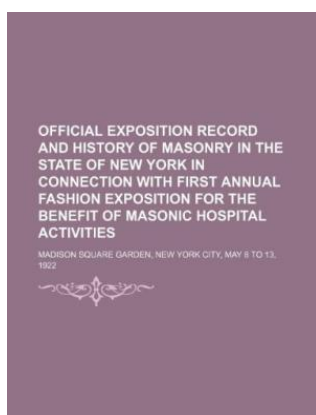 OFFICIAL EXPOSITION RECORD
AND HISTORY OF MASONRY IN THE
STATE OF NEW YORK IN
CONNECTION WITH FIRST ANNUAL
FASHION EXPOSITION FOR THE
BENEFIT OF MASONIC HOSPITAL
ACTIVITIES
MADISON SQUARE GARDEN, NEW YORK CITY, MAY 8 TO 13,
1922